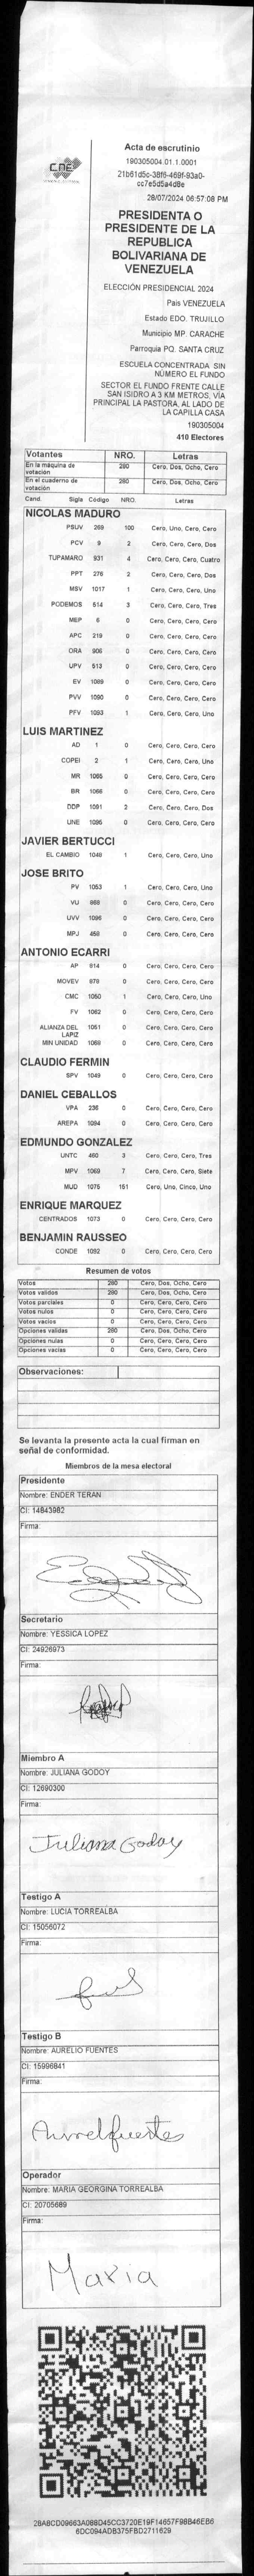 CNE
Acta de escrutinio
190305004.01.1.0001
21b61d5c-38f6-469f-93a0-
cc7e5d5a4d8e
28/07/2024 06:57:08 PM
PRESIDENTA O
PRESIDENTE DE LA
REPUBLICA
BOLIVARIANA DE
VENEZUELA
ELECCIÓN PRESIDENCIAL 2024
Pais VENEZUELA
Estado EDO. TRUJILLO
Municipio MP. CARACHE
Parroquia PQ. SANTA CRUZ
ESCUELA CONCENTRADA SIN
NÚMERO EL FUNDO
SECTOR EL FUNDO FRENTE CALLE
SAN ISIDRO A 3 KM METROS. VÍA
PRINCIPAL LA PASTORA. AL LADO DE
LA CAPILLA CASA
190305004
410 Electores
Votantes NRO. Letras
En la máquina de votación 280 Cero, Dos, Ocho, Cero
En el cuaderno de votación 280 Cero, Dos, Ocho, Cero
Cand. Sigla Código NRO. Letras
NICOLAS MADURO
PSUV 269 100 Cero, Uno, Cero, Cero
PCV 9 2 Cero, Cero, Cero, Dos
TUPAMARO 931 4 Cero, Cero, Cero, Cuatro
PPT 276 2 Cero, Cero, Cero, Dos
MSV 1017 1 Cero, Cero, Cero, Uno
PODEMOS 514 3 Cero, Cero, Cero, Tres
MEP 6 0 Cero, Cero, Cero, Cero
APC 219 0 Cero, Cero, Cero, Cero
ORA 906 0 Cero, Cero, Cero, Cero
UPV 513 0 Cero, Cero, Cero, Cero
EV 1089 0 Cero, Cero, Cero, Cero
PVV 1090 0 Cero, Cero, Cero, Cero
PFV 1093 1 Cero, Cero, Cero, Uno
LUIS MARTINEZ
AD 1 0 Cero, Cero, Cero, Cero
COPEI 2 1 Cero, Cero, Cero, Uno
MR 1065 0 Cero, Cero, Cero, Cero
BR 1066 0 Cero, Cero, Cero, Cero
DDP 1091 2 Cero, Cero, Cero, Dos
UNE 1095 0 Cero, Cero, Cero, Cero
JAVIER BERTUCCI
EL CAMBIO 1048 1 Cero, Cero, Cero, Uno
JOSE BRITO
PV 1053 1 Cero, Cero, Cero, Uno
VU 868 0 Cero, Cero, Cero, Cero
UVV 1096 0 Cero, Cero, Cero, Cero
MPJ 458 0 Cero, Cero, Cero, Cero
ANTONIO ECARRI
AP 814 0 Cero, Cero, Cero, Cero
MOVEV 978 0 Cero, Cero, Cero, Cero
CMC 1050 1 Cero, Cero, Cero, Uno
FV 1062 0 Cero, Cero, Cero, Cero
ALIANZA DEL LAPIZ 1051 0 Cero, Cero, Cero, Cero
MIN UNIDAD 1069 0 Cero, Cero, Cero, Cero
CLAUDIO FERMIN
SPV 1049 0 Cero, Cero, Cero, Cero
DANIEL CEBALLOS
VPA 236 0 Cero, Cero, Cero, Cero
AREPA 1094 0 Cero, Cero, Cero, Cero
EDMUNDO GONZALEZ
UNTC 460 3 Cero, Cero, Cero, Tres
MPV 1069 7 Cero, Cero, Cero, Siete
MUD 1075 151 Cero, Uno, Cinco, Uno
ENRIQUE MARQUEZ
CENTRADOS 1073 0 Cero, Cero, Cero, Cero
BENJAMIN RAUSSEO
CONDE 1092 0 Cero, Cero, Cero, Cero
Resumen de votos
Votos 280 Cero, Dos, Ocho, Cero
Votos validos 280 Cero, Dos, Ocho, Cero
Votos parciales 0 Cero, Cero, Cero, Cero
Votos nulos 0 Cero, Cero, Cero, Cero
Votos vacios 0 Cero, Cero, Cero, Cero
Opciones validas 280 Cero, Dos, Ocho, Cero
Opciones nulas 0 Cero, Cero, Cero, Cero
Opciones vacias 0 Cero, Cero, Cero, Cero
Observaciones:
Se levanta la presente acta la cual firman en
señal de conformidad.
Miembros de la mesa electoral
Presidente
Nombre: ENDER TERAN
CI: 14843982
Firma:
Secretario
Nombre: YESSICA LOPEZ
CI: 24926973
Firma:
Miembro A
Nombre: JULIANA GODOY
CI: 12690300
Firma:
Juliana Godoy
Testigo A
Nombre: LUCIA TORREALBA
CI: 15056072
Firma:
Testigo B
Nombre: AURELIO FUENTES
CI: 15996841
Firma:
Aurelfuentes
Operador
Nombre: MARIA GEORGINA TORREALBA
CI: 20705689
Firma:
Maria
28A8CD09663A088D45CC3720E19F14657F98B46EB6
6DC094ADB375FBD2711629